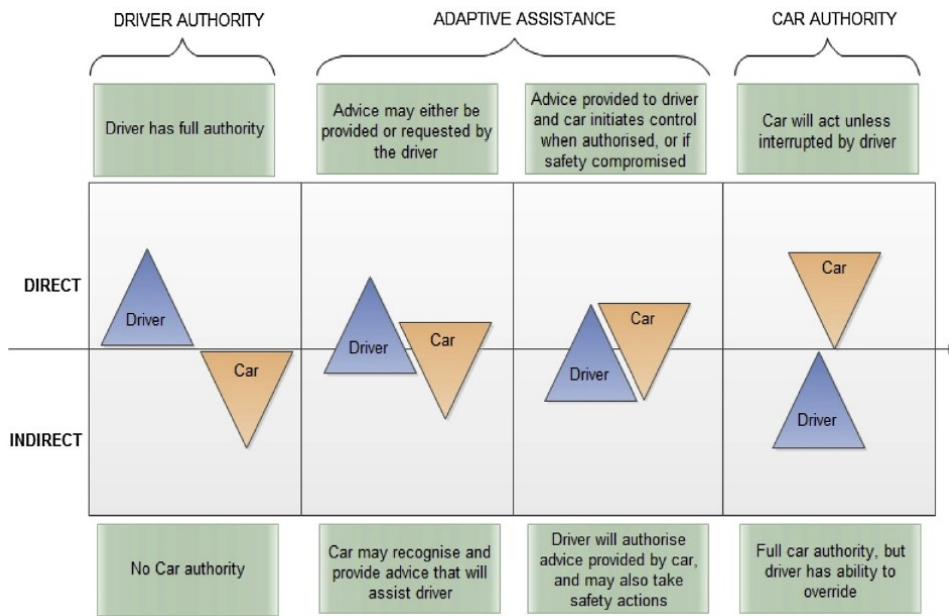 DRIVER AUTHORITY
ADAPTIVE ASSISTANCE
CAR AUTHORITY
Driver has full authority
Advice may either be
provided or requested by
the driver
Advice provided to driver
and car initiates control
when authorised, or if
safety compromised
Car will act unless
interrupted by driver
DIRECT
INDIRECT
Driver
Car
Driver
Car
Driver
Car
Car
Driver
No Car authority
Car may recognise and
provide advice that will
assist driver
Driver will authorise
advice provided by car,
and may also take
safety actions
Full car authority, but
driver has ability to
override